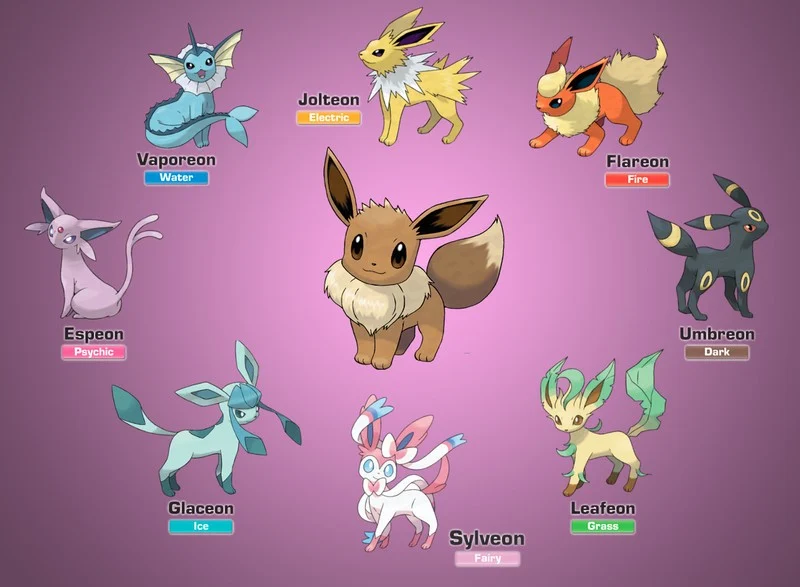 Jolteon
Electric
Vaporeon
Water
Flareon
Fire
Espeon
Psychic
Umbreon
Dark
Glaceon
Ice
Leafeon
Grass
Sylveon
Fairy